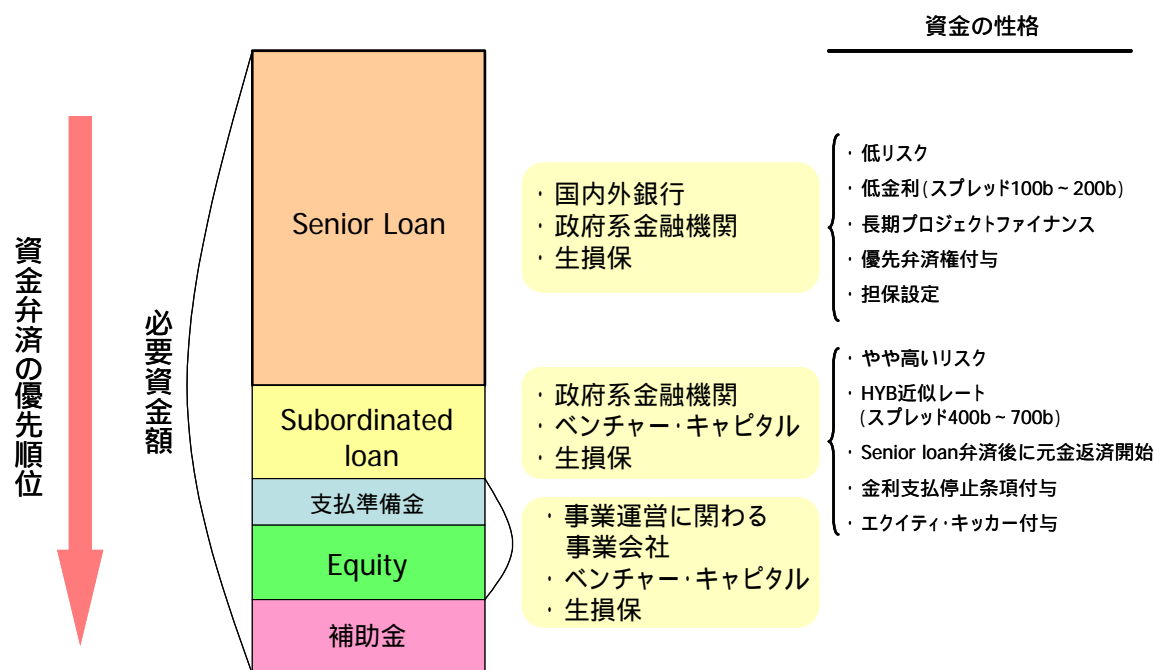 資金の性格
資金弁済の優先順位
必要資金額
Senior Loan
Subordinated
loan
支払準備金
Equity
補助金
・国内外銀行
・政府系金融機関
・生損保
・政府系金融機関
・ベンチャー・キャピタル
・生損保
・事業運営に関わる
事業会社
・ベンチャー・キャピタル
・生損保
・低リスク
・低金利(スプレッド100b~200b)
・長期プロジェクトファイナンス
・優先弁済権付与
・担保設定
・やや高いリスク
・HYB近似レート
(スプレッド400b~700b)
・Senior loan弁済後に元金返済開始
・金利支払停止条項付与
・エクイティ・キッカー付与